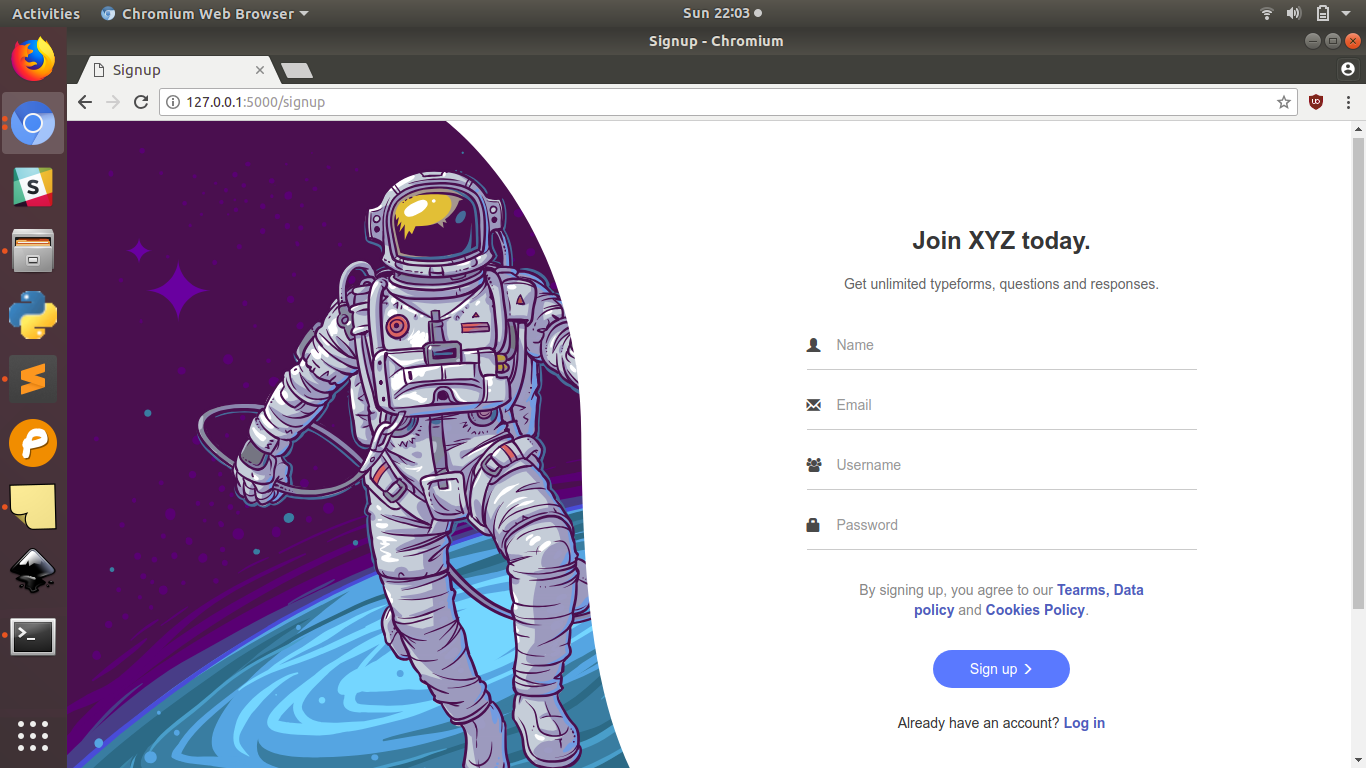 Activities
Chromium Web Browser
Sun 22:03
Signup - Chromium
Signup
127.0.0.1:5000/signup
Join XYZ today.
Get unlimited typeforms, questions and responses.
Name
Email
Username
Password
By signing up, you agree to our Tearms, Data
policy and Cookies Policy.
Sign up
Already have an account? Log in